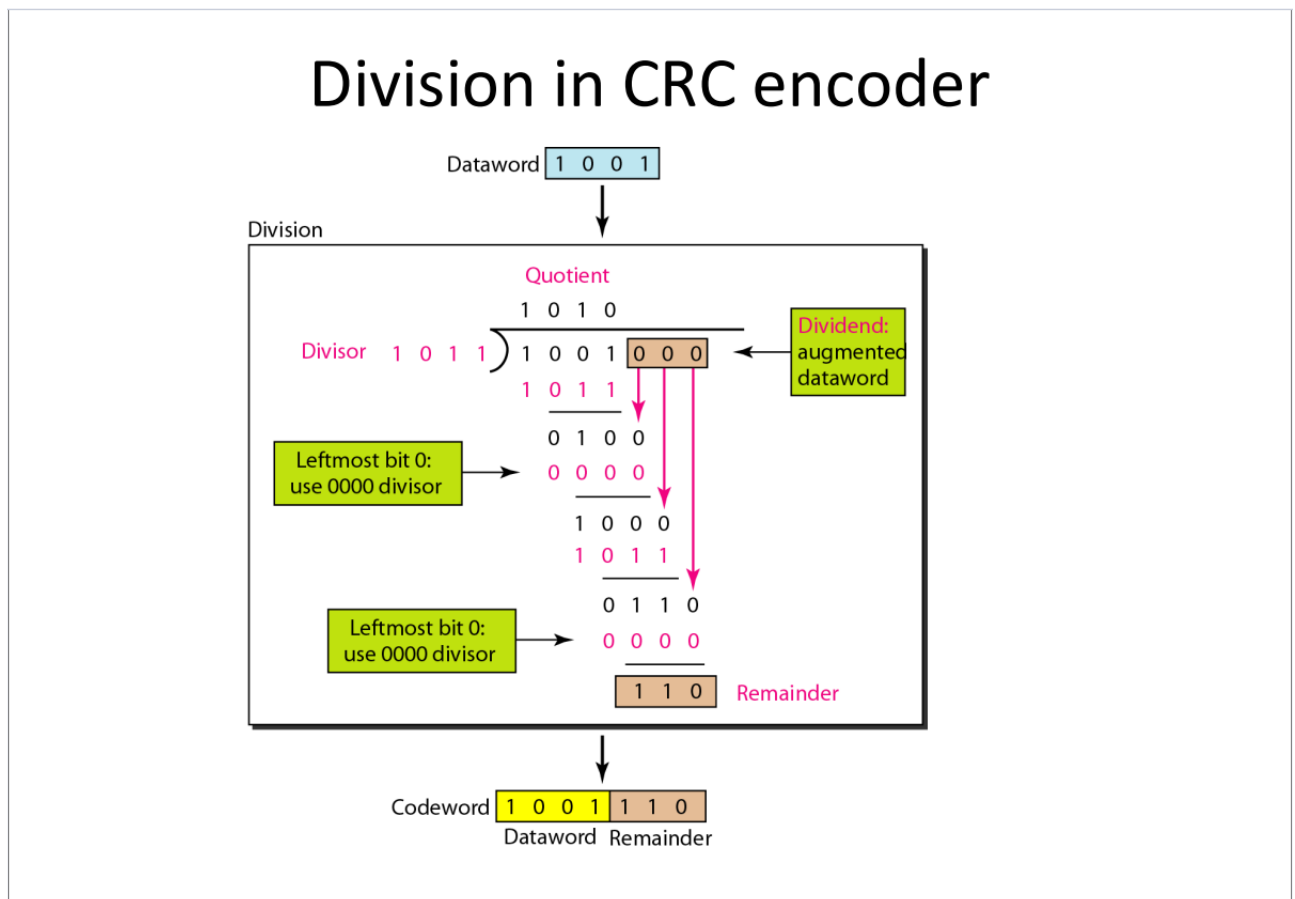 Division in CRC encoder
Dataword 1 0 0 1
Division
Quotient
1 0 1 0
Divisor 1 0 1 1 1 0 0 1 0 0 0
Dividend:
augmented
dataword
1 0 1 1
0 1 0 0
Leftmost bit 0:
use 0000 divisor
0 0 0 0
1 0 0 0
1 0 1 1
0 1 1 0
Leftmost bit 0:
use 0000 divisor
0 0 0 0
1 1 0 Remainder
Codeword 1 0 0 1 1 1 0
Dataword Remainder